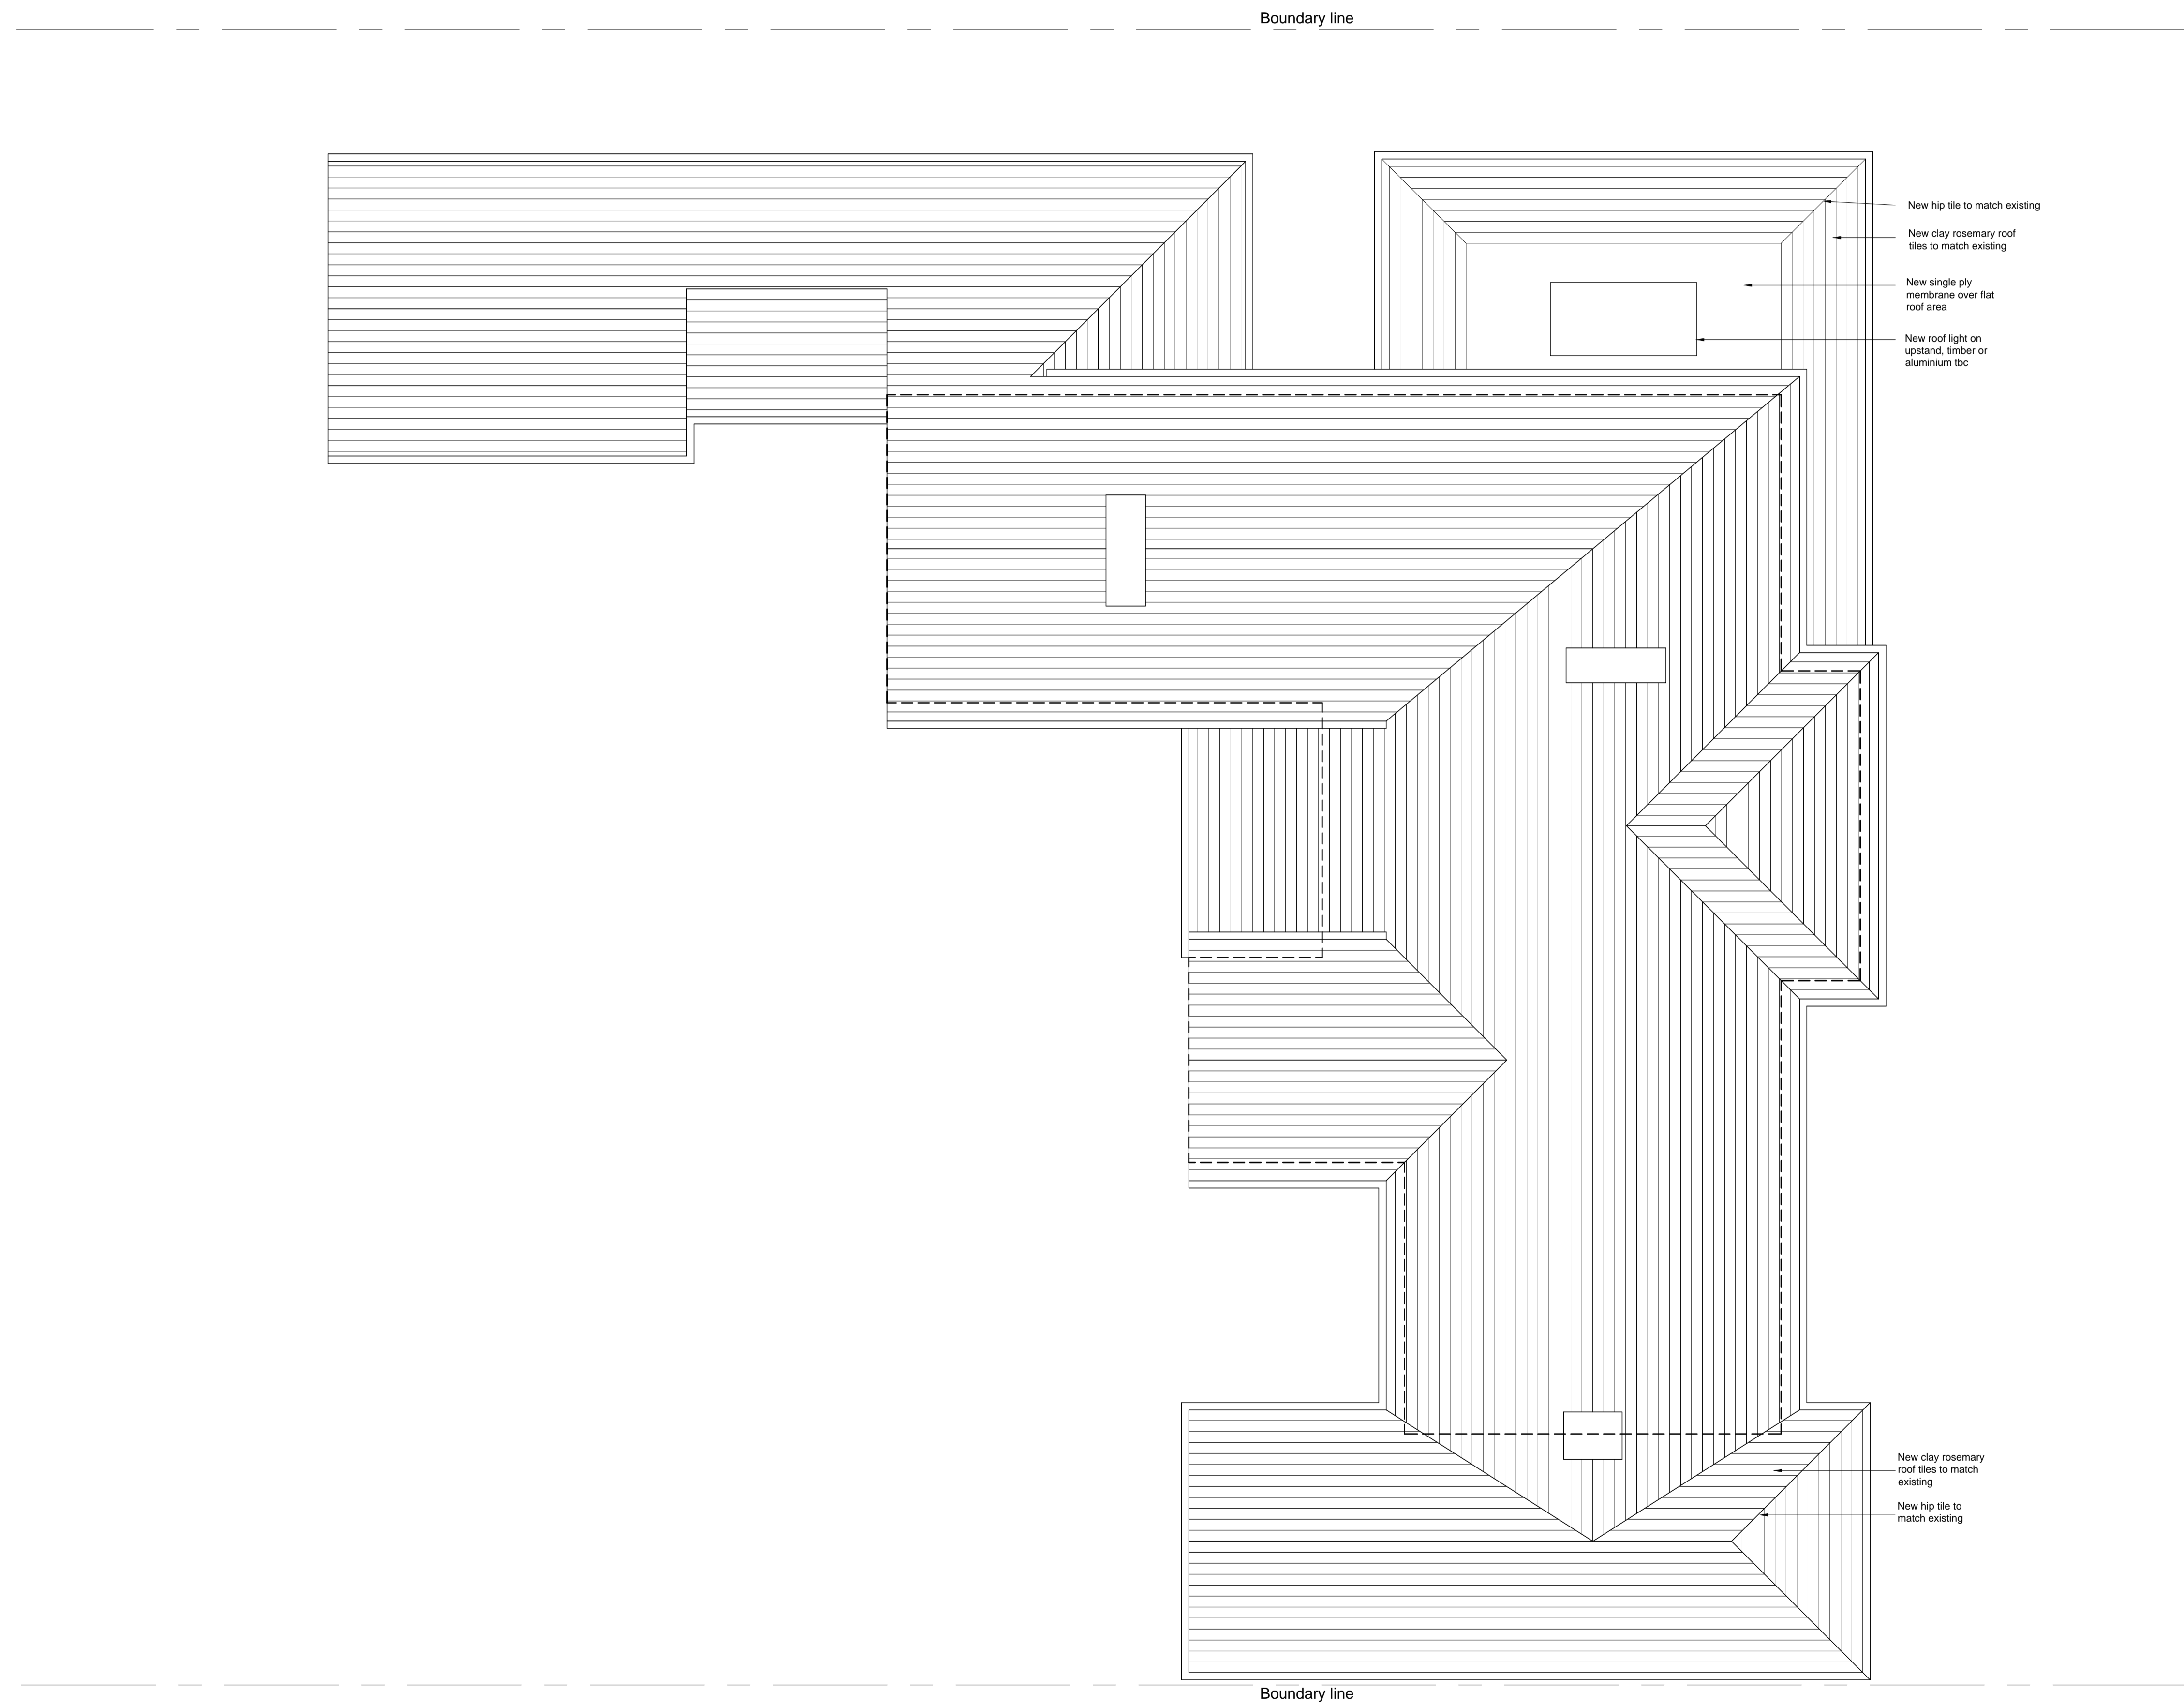 Boundary line
New hip tile to match existing
New clay rosemary roof
tiles to match existing
New single ply
membrane over flat
roof area
New roof light on
upstand, timber or
aluminium tbc
New clay rosemary
roof tiles to match
existing
New hip tile to
match existing
Boundary line